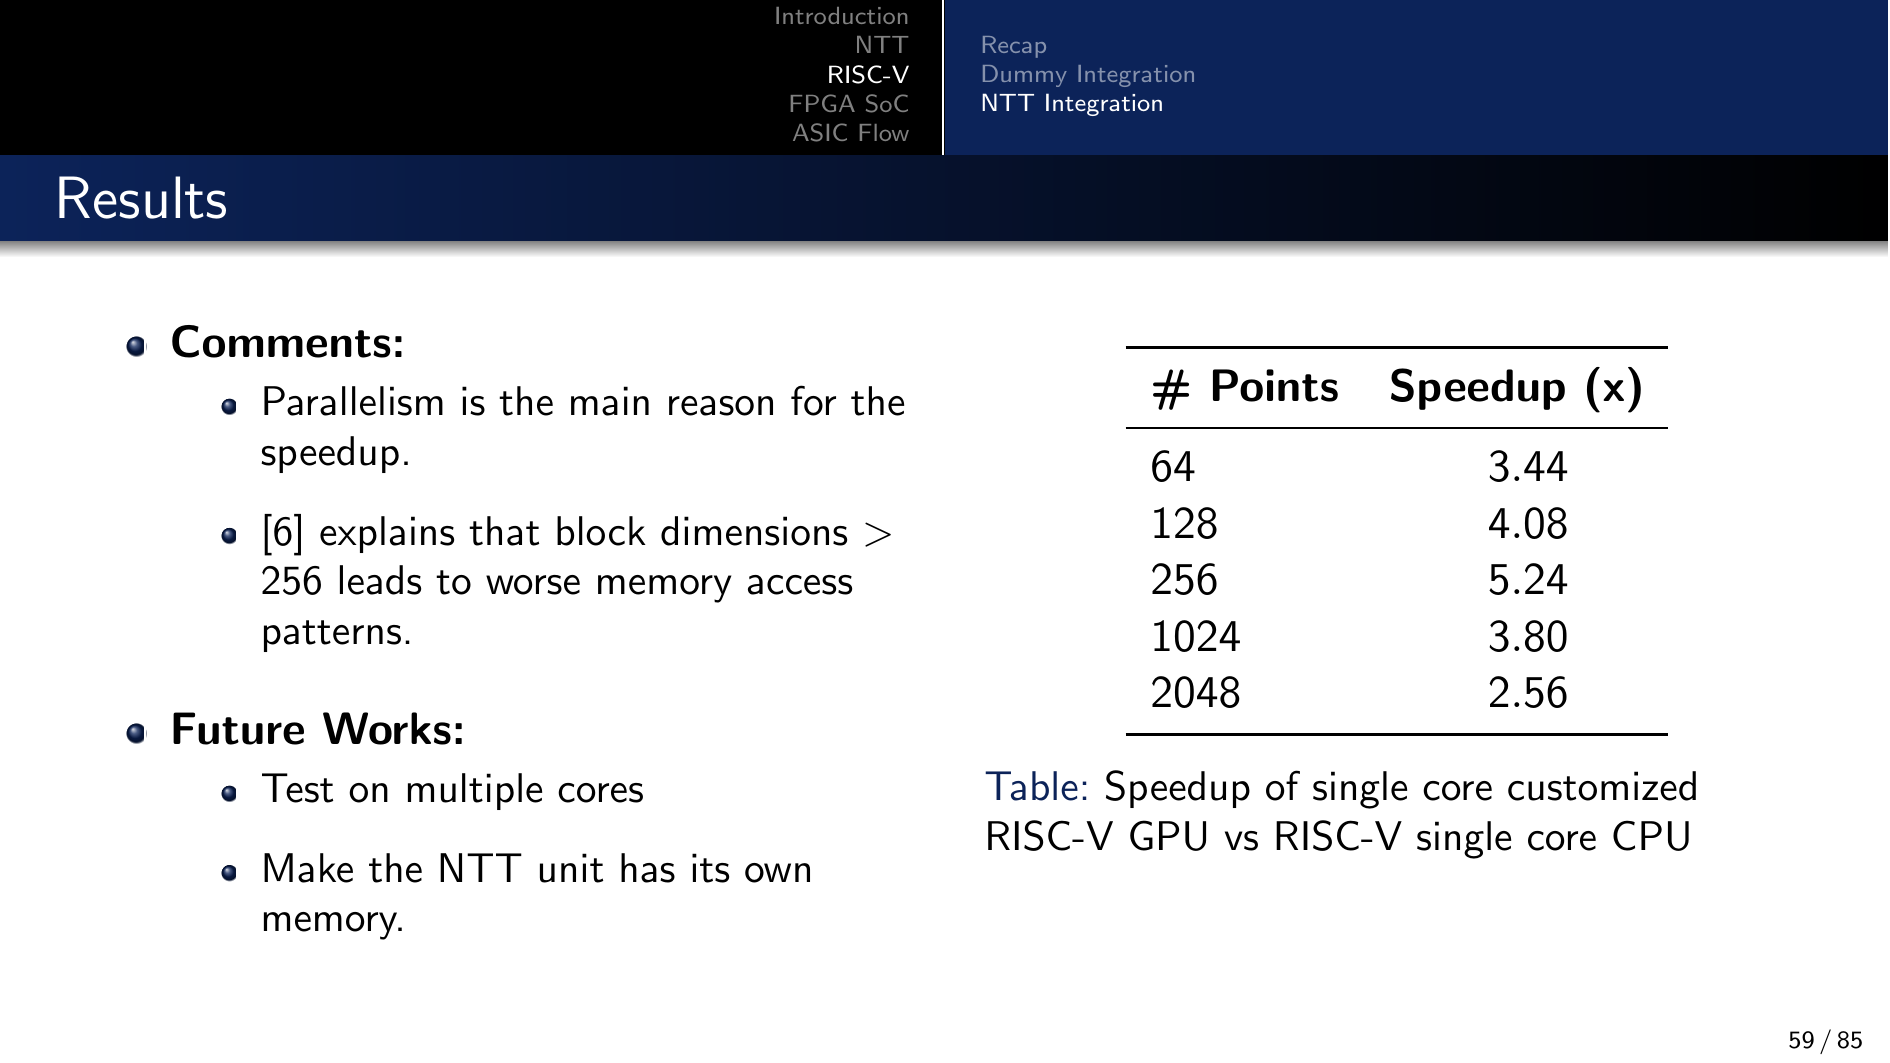 Introduction
NTT
RISC-V
FPGA SoC
ASIC Flow
Recap
Dummy Integration
NTT Integration
Results
Comments:
Parallelism is the main reason for the
speedup.
[6] explains that block dimensions >
256 leads to worse memory access
patterns.
Future Works:
Test on multiple cores
Make the NTT unit has its own
memory.
# Points Speedup (x)
64 3.44
128 4.08
256 5.24
1024 3.80
2048 2.56
Table: Speedup of single core customized
RISC-V GPU vs RISC-V single core CPU
59 / 85